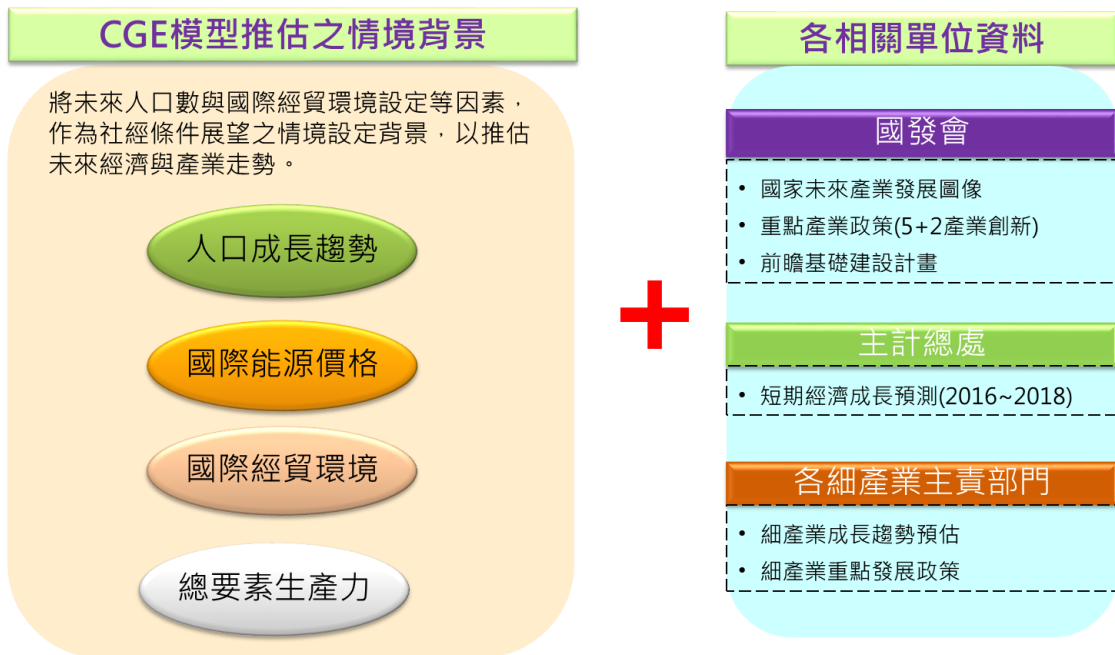 CGE模型推估之情境背景
將未來人口數與國際經貿環境設定等因素，
作為社經條件展望之情境設定背景，以推估
未來經濟與產業走勢。
人口成長趨勢
國際能源價格
國際經貿環境
總要素生產力
+
各相關單位資料
國發會
• 國家未來產業發展圖像
• 重點產業政策(5+2產業創新)
• 前瞻基礎建設計畫
主計總處
• 短期經濟成長預測(2016~2018)
各細產業主責部門
• 細產業成長趨勢預估
• 細產業重點發展政策